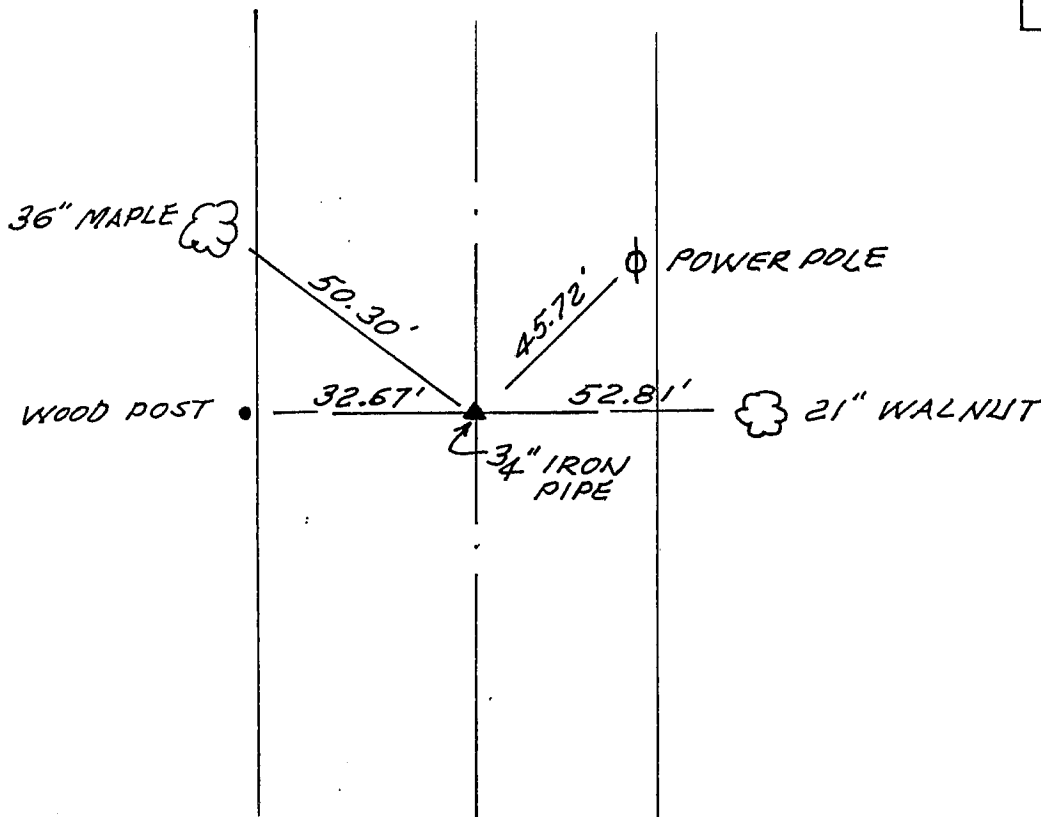 36" MAPLE
50.30'
45.72'
POWER POLE
WOOD POST
32.67'
52.81'
21" WALNUT
3/4" IRON
PIPE